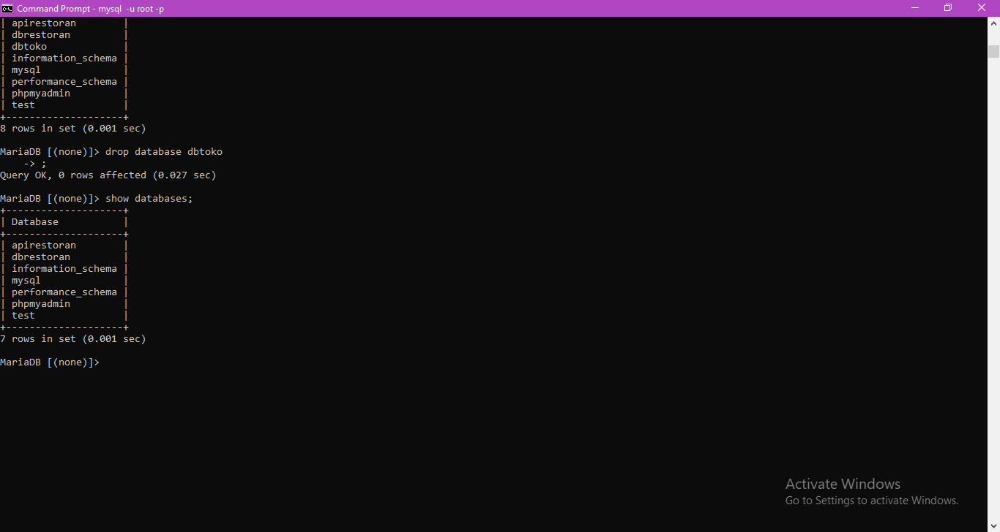 Command Prompt - mysql  -u root -p
| apirestoran        |
| dbrestoran         |
| dbtoko             |
| information_schema |
| mysql              |
| performance_schema |
| phpmyadmin         |
| test               |
+--------------------+
8 rows in set (0.001 sec)
MariaDB [(none)]> drop database dbtoko
    -> ;
Query OK, 0 rows affected (0.027 sec)
MariaDB [(none)]> show databases;
+--------------------+
| Database           |
+--------------------+
| apirestoran        |
| dbrestoran         |
| information_schema |
| mysql              |
| performance_schema |
| phpmyadmin         |
| test               |
+--------------------+
7 rows in set (0.001 sec)
MariaDB [(none)]>
Activate Windows
Go to Settings to activate Windows.